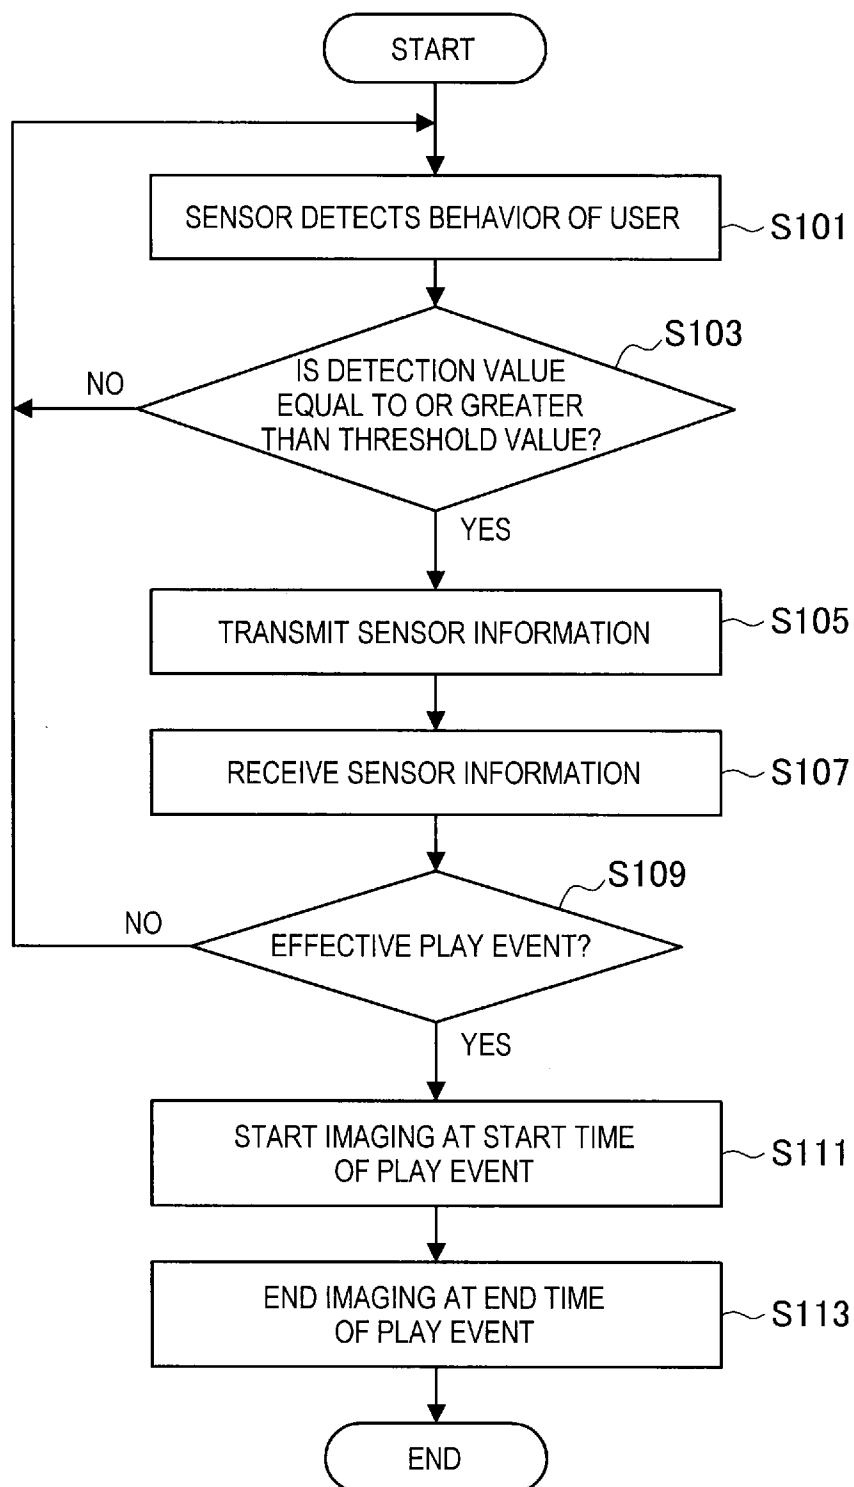 START
SENSOR DETECTS BEHAVIOR OF USER
S101
S103
IS DETECTION VALUE
EQUAL TO OR GREATER
THAN THRESHOLD VALUE?
NO
YES
TRANSMIT SENSOR INFORMATION
S105
RECEIVE SENSOR INFORMATION
S107
S109
NO
EFFECTIVE PLAY EVENT?
YES
START IMAGING AT START TIME
OF PLAY EVENT
S111
END IMAGING AT END TIME
OF PLAY EVENT
S113
END